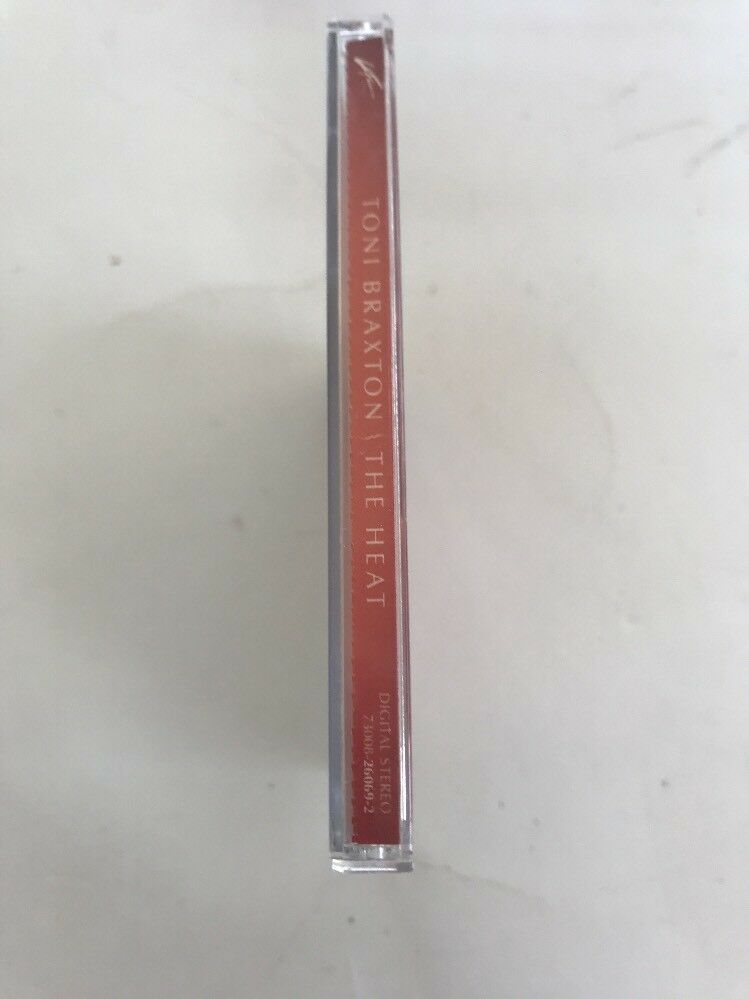 TONI BRAXTON \ THE HEAT
DIGITAL STEREO
73008-26069-2